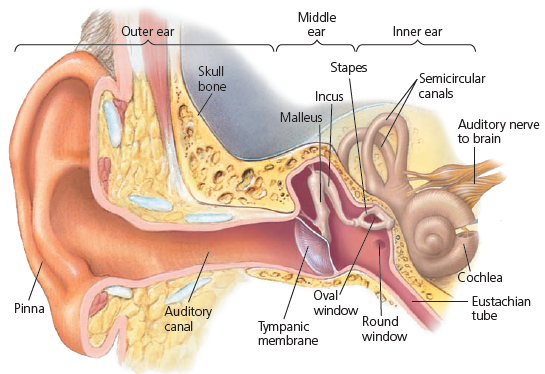 Outer ear
Middle
ear
Inner ear
Skull
bone
Stapes
Incus
Malleus
Semicircular
canals
Auditory nerve
to brain
Pinna
Auditory
canal
Tympanic
membrane
Oval
window
Round
window
Cochlea
Eustachian
tube